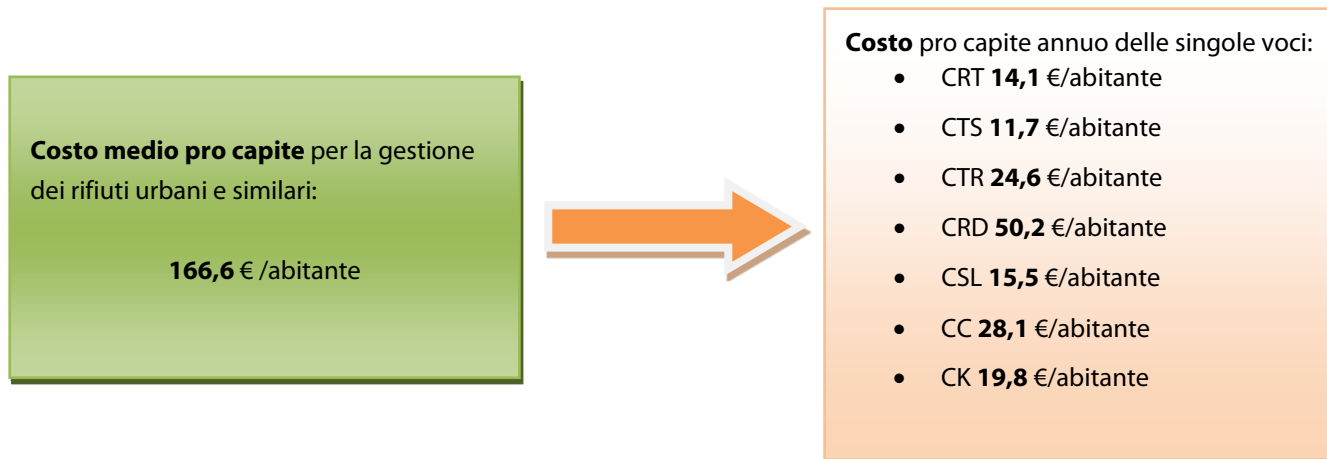 Costo medio pro capite per la gestione
dei rifiuti urbani e similari:
166,6 € /abitante
Costo pro capite annuo delle singole voci:
• CRT 14,1 €/abitante
• CTS 11,7 €/abitante
• CTR 24,6 €/abitante
• CRD 50,2 €/abitante
• CSL 15,5 €/abitante
• CC 28,1 €/abitante
• CK 19,8 €/abitante